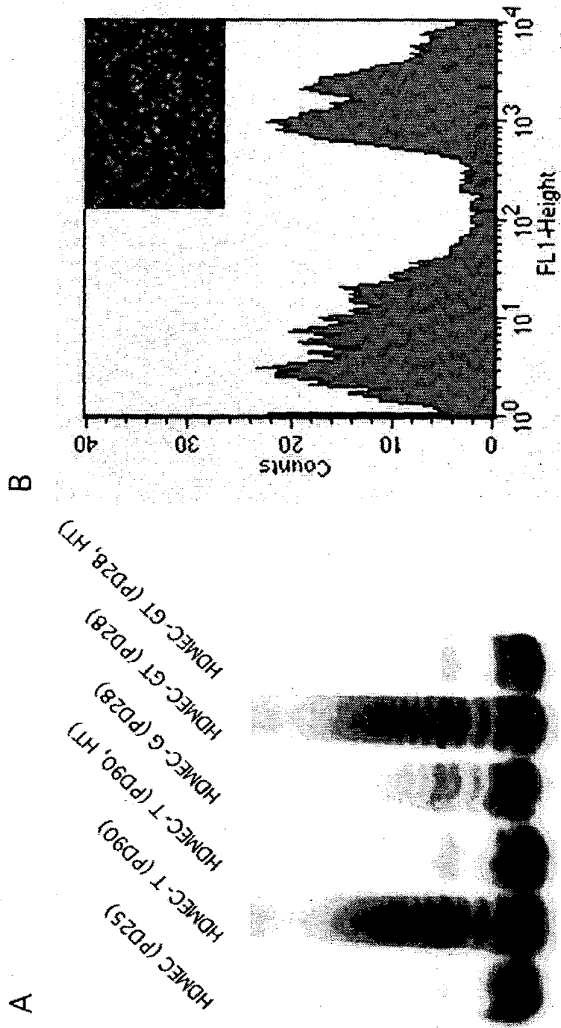 A
HDMEC (PD25)
HDMEC-T (PD90)
HDMEC-T (PD90, HT)
HDMEC-G (PD28)
HDMEC-GT (PD28)
HDMEC-GT (PD28, HT)
B
40
30
20
10
0
Counts
10^0
10^1
10^2
10^3
10^4
FL1-Height